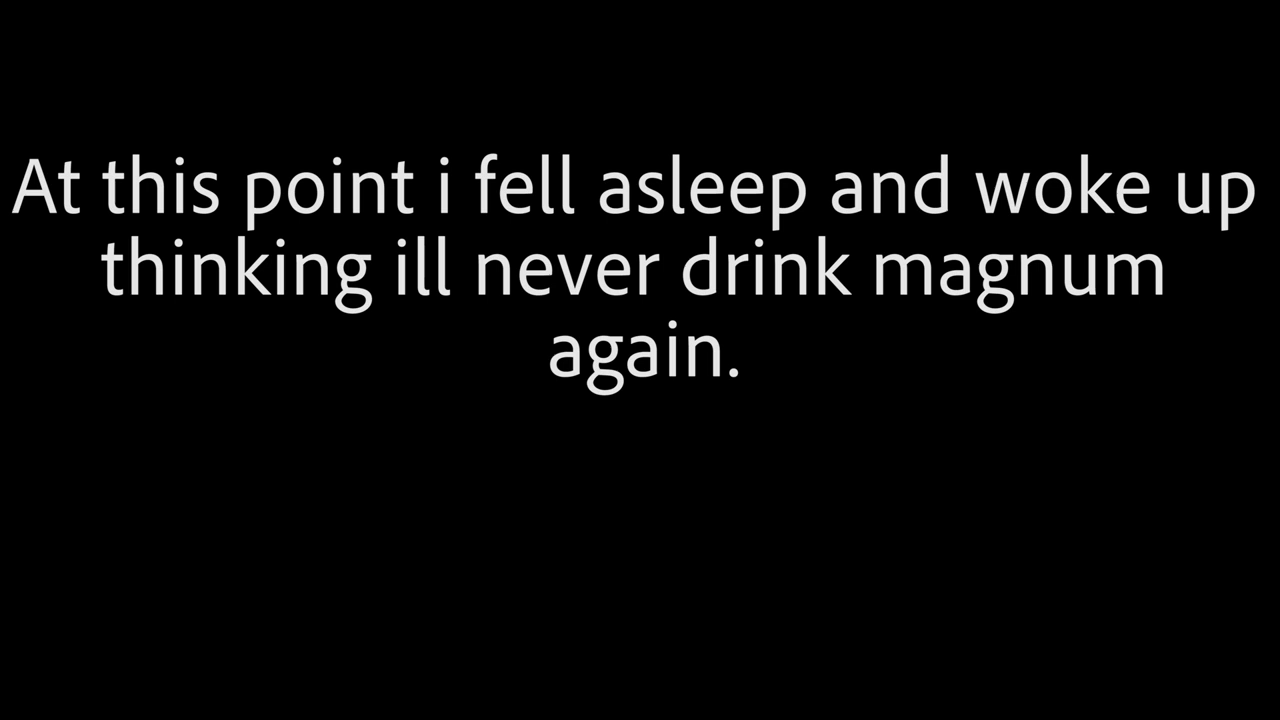 At this point i fell asleep and woke up
thinking ill never drink magnum
again.